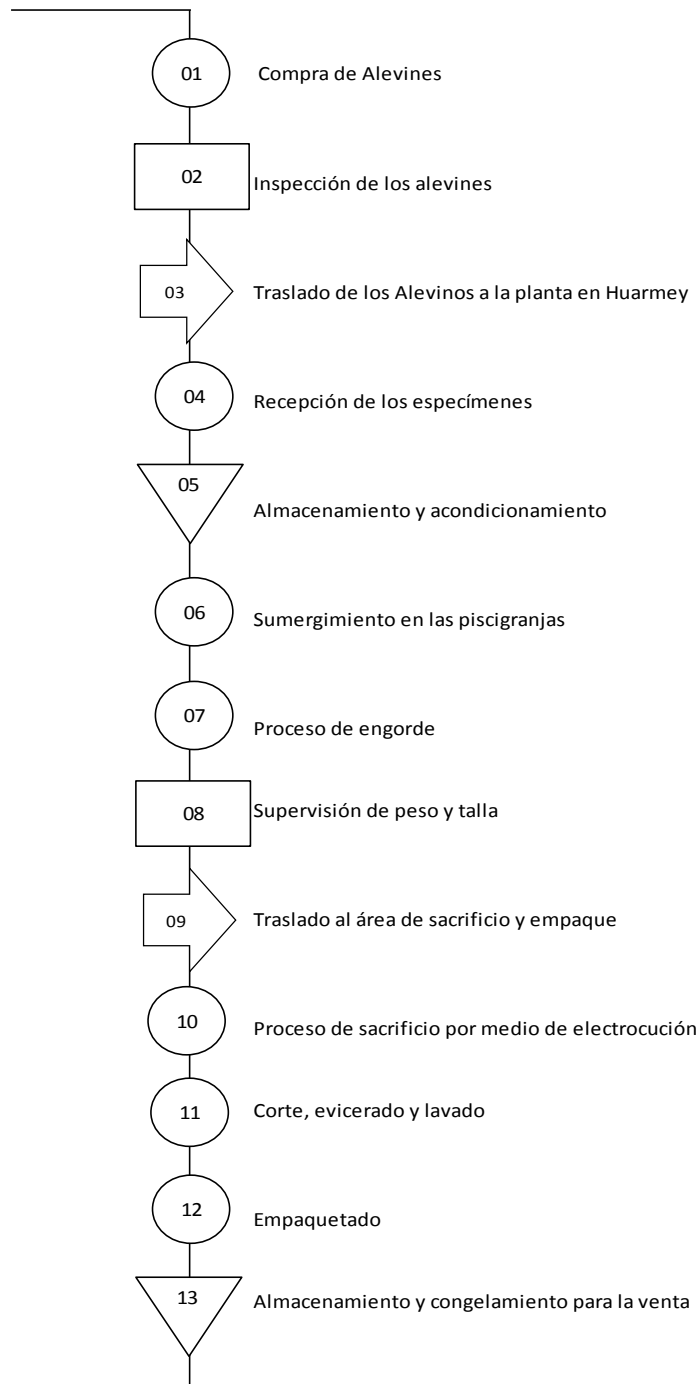 01 Compra de Alevines
02 Inspección de los alevines
03 Traslado de los Alevinos a la planta en Huarmey
04 Recepción de los especímenes
05 Almacenamiento y acondicionamiento
06 Sumergimiento en las piscigranjas
07 Proceso de engorde
08 Supervisión de peso y talla
09 Traslado al área de sacrificio y empaque
10 Proceso de sacrificio por medio de electrocución
11 Corte, evicerado y lavado
12 Empaquetado
13 Almacenamiento y congelamiento para la venta